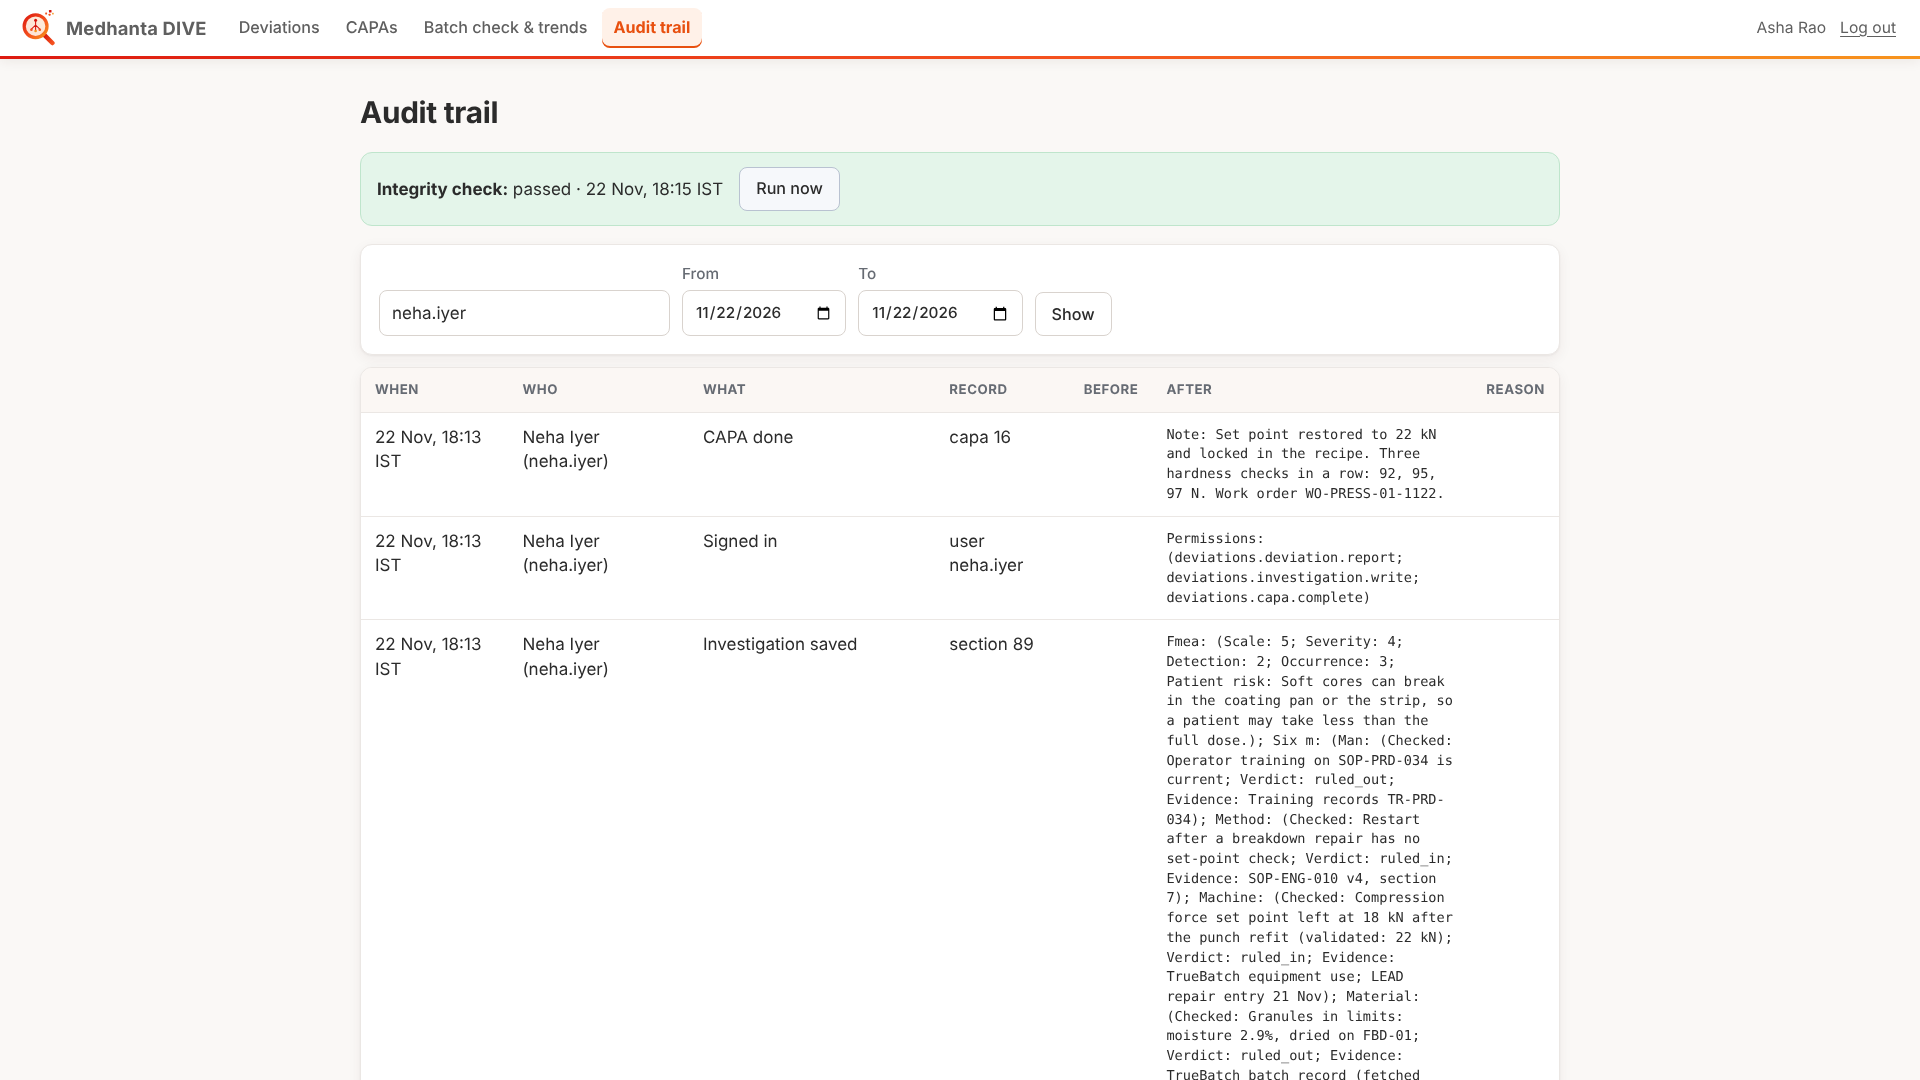 Medhanta DIVE
Deviations
CAPAs
Batch check & trends
Audit trail
Asha Rao
Log out
Audit trail
Integrity check: passed · 22 Nov, 18:15 IST
Run now
From
To
neha.iyer
11/22/2026
11/22/2026
Show
WHEN WHO WHAT RECORD BEFORE AFTER REASON
22 Nov, 18:13
IST
Neha Iyer
(neha.iyer)
CAPA done
capa 16
Note: Set point restored to 22 kN
and locked in the recipe. Three
hardness checks in a row: 92, 95,
97 N. Work order WO-PRESS-01-1122.
22 Nov, 18:13
IST
Neha Iyer
(neha.iyer)
Signed in
user
neha.iyer
Permissions:
(deviations.deviation.report;
deviations.investigation.write;
deviations.capa.complete)
22 Nov, 18:13
IST
Neha Iyer
(neha.iyer)
Investigation saved
section 89
Fmea: (Scale: 5; Severity: 4;
Detection: 2; Occurrence: 3;
Patient risk: Soft cores can break
in the coating pan or the strip, so
a patient may take less than the
full dose.); Six m: (Man: (Checked:
Operator training on SOP-PRD-034 is
current; Verdict: ruled_out;
Evidence: Training records TR-PRD-
034); Method: (Checked: Restart
after a breakdown repair has no
set-point check; Verdict: ruled_in;
Evidence: SOP-ENG-010 v4, section
7); Machine: (Checked: Compression
force set point left at 18 kN after
the punch refit (validated: 22 kN);
Verdict: ruled_in; Evidence:
TrueBatch equipment use; LEAD
repair entry 21 Nov); Material:
(Checked: Granules in limits:
moisture 2.9%, dried on FBD-01;
Verdict: ruled_out; Evidence:
TrueBatch batch record (fetched